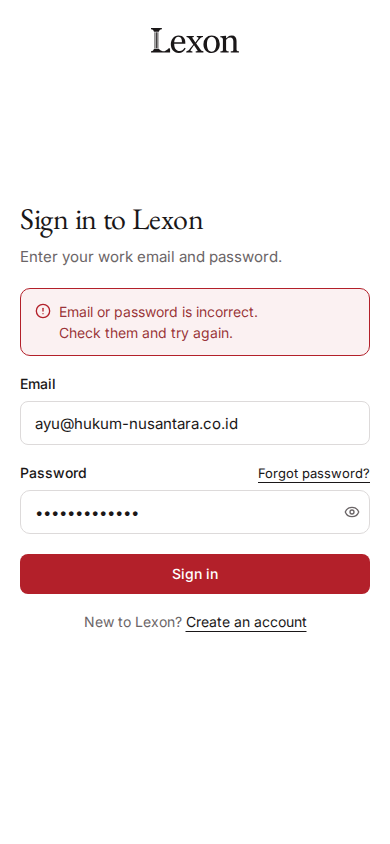 Lexon
Sign in to Lexon
Enter your work email and password.
Email or password is incorrect.
Check them and try again.
Email
ayu@hukum-nusantara.co.id
Password
Forgot password?
•••••••••••••
Sign in
New to Lexon? Create an account